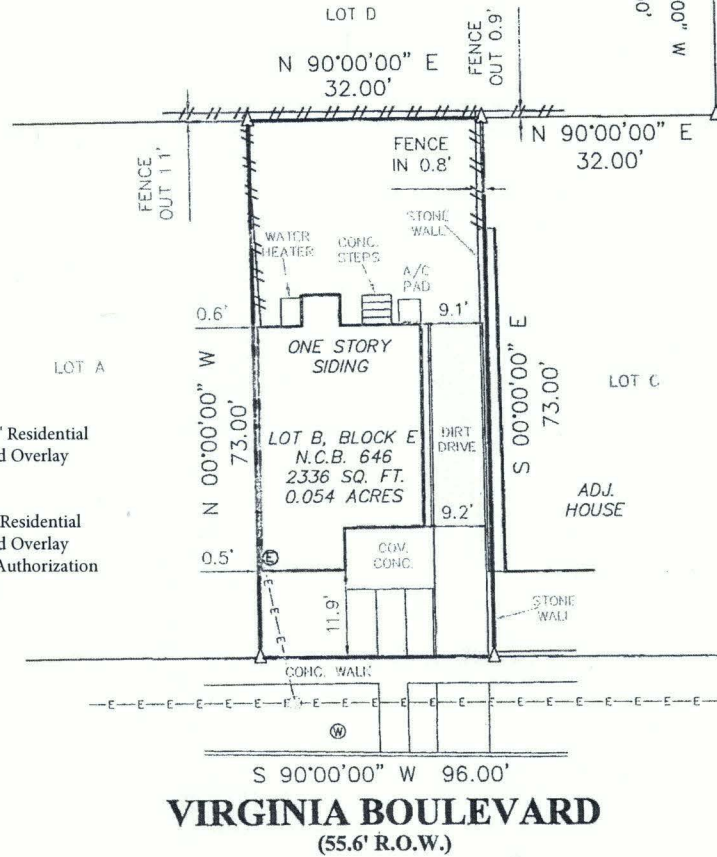 LOT D
N 90°00'00" E
32.00'
FENCE
OUT 0.9'
0'
00" W
N 90°00'00" E
32.00'
FENCE
OUT 1.1'
FENCE
IN 0.8'
STONE
WALL
WATER
HEATER
CONC.
STEPS
A/C
PAD
0.6'
9.1'
ONE STORY
SIDING
LOT A
N 00°00'00" W
73.00'
S 00°00'00" E
73.00'
LOT C
' Residential
d Overlay
LOT B, BLOCK E
N.C.B. 646
2336 SQ. FT.
0.054 ACRES
DIRT
DRIVE
ADJ.
HOUSE
Residential
d Overlay
Authorization
9.2'
0.5'
E
COV.
CONC.
11.9'
STONE
WALL
E E E
CONC. WALK
E E E E E E E E E E E E E E E E E E E
W
S 90°00'00" W 96.00'
VIRGINIA BOULEVARD
(55.6' R.O.W.)